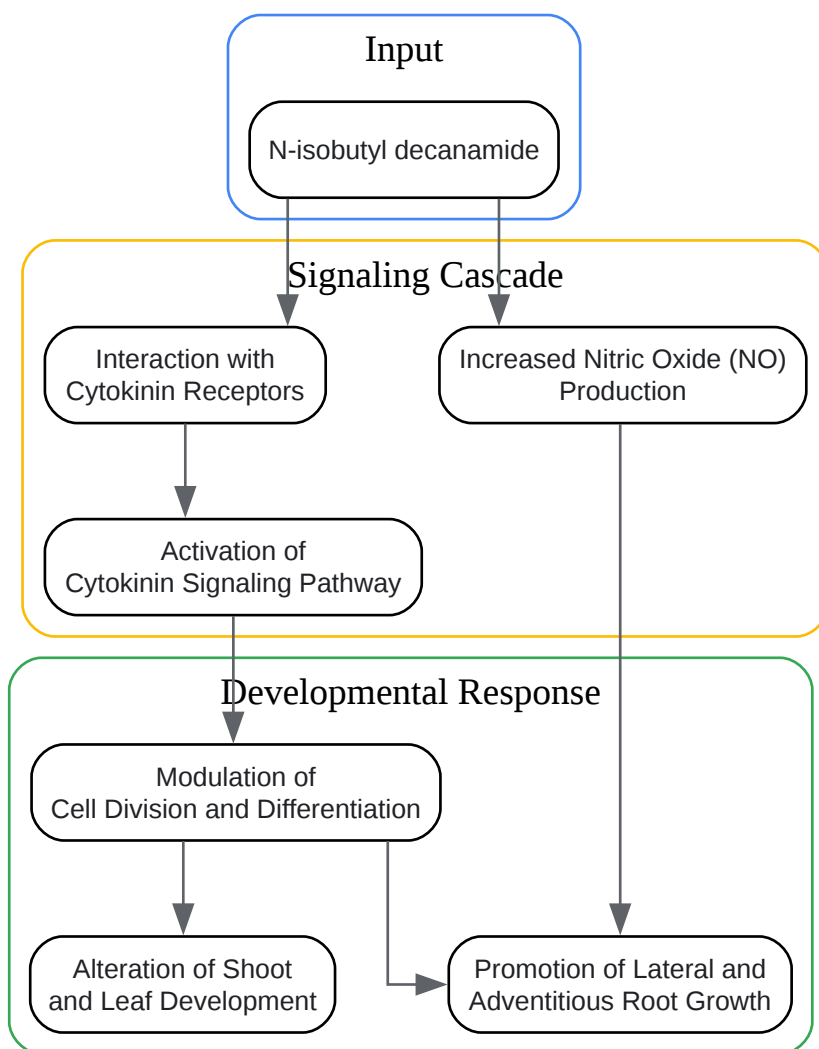 Input
N-isobutyl decanamide
Signaling Cascade
Interaction with
Cytokinin Receptors
Increased Nitric Oxide (NO)
Production
Activation of
Cytokinin Signaling Pathway
Developmental Response
Modulation of
Cell Division and Differentiation
Alteration of Shoot
and Leaf Development
Promotion of Lateral and
Adventitious Root Growth